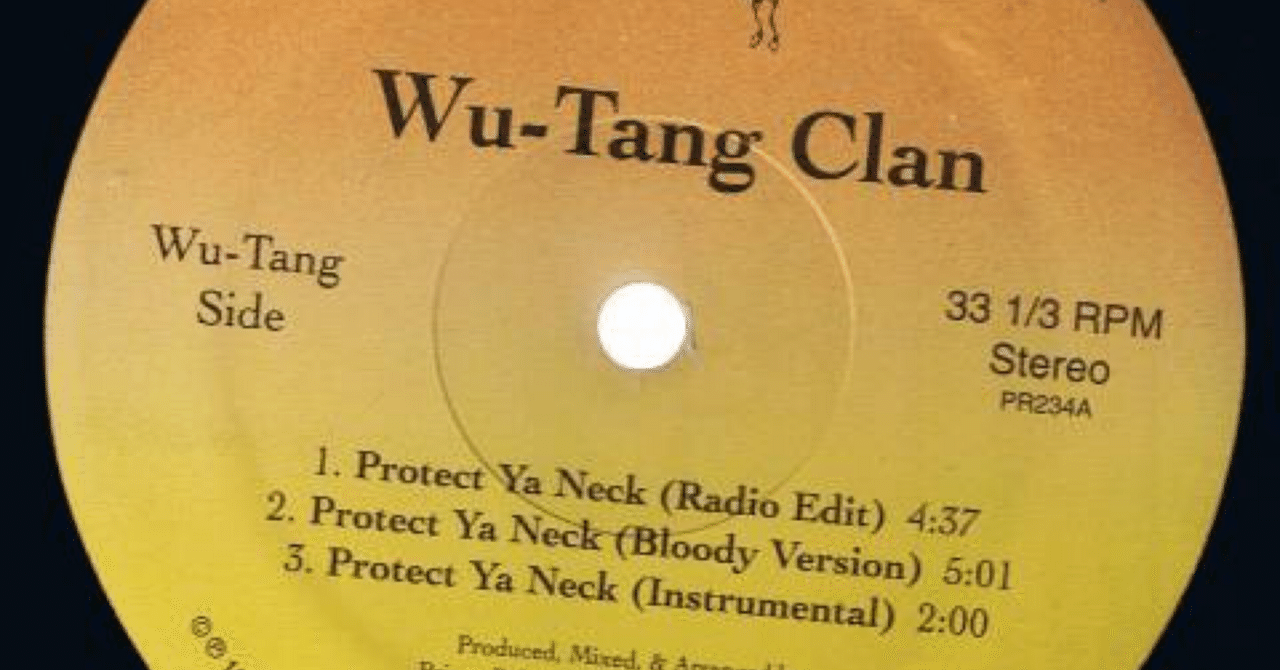 Wu-Tang Clan
Wu-Tang
Side
33 1/3 RPM
Stereo
PR234A
1. Protect Ya Neck (Radio Edit) 4:37
2. Protect Ya Neck (Bloody Version) 5:01
3. Protect Ya Neck (Instrumental) 2:00
Produced, Mixed, &
©℗